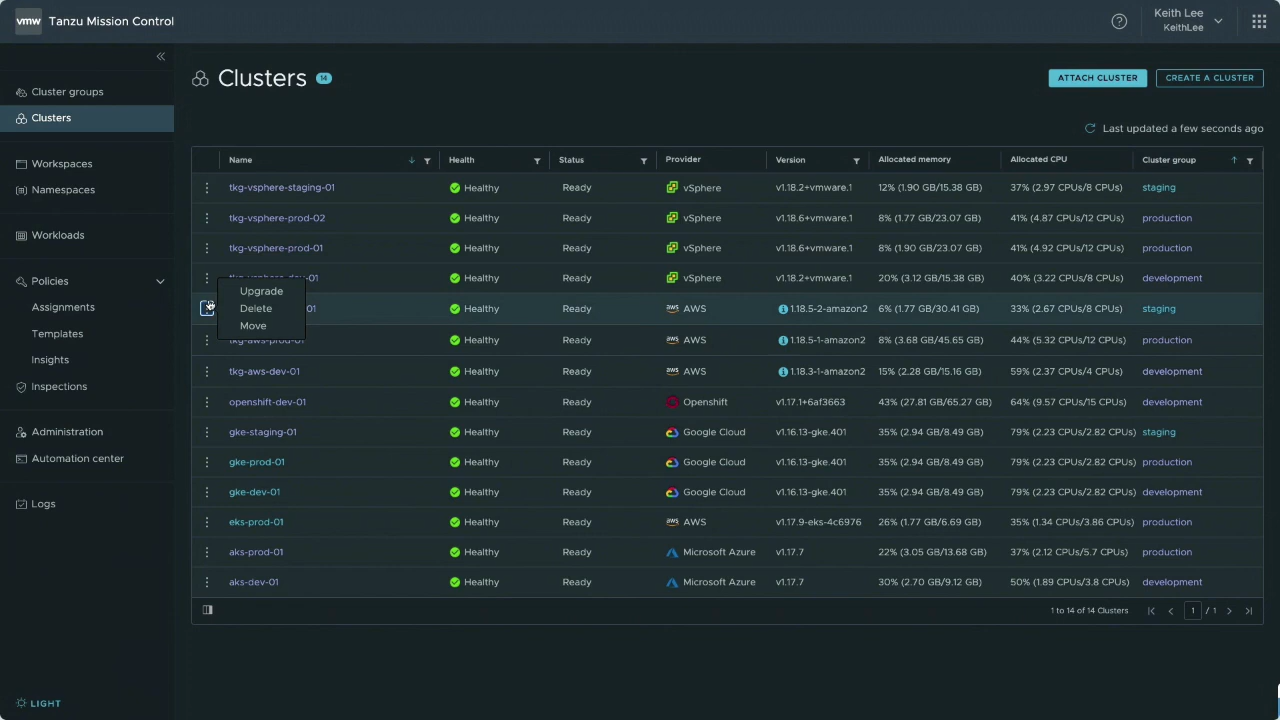 vmw Tanzu Mission Control
Keith Lee
KeithLee
Cluster groups
Clusters
Workspaces
Namespaces
Workloads
Policies
Assignments
Templates
Insights
Inspections
Administration
Automation center
Logs
LIGHT
Clusters 14
ATTACH CLUSTER CREATE A CLUSTER
Last updated a few seconds ago
Name Health Status Provider Version Allocated memory Allocated CPU Cluster group
tkg-vsphere-staging-01 Healthy Ready vSphere v1.18.2+vmware.1 12% (1.90 GB/15.38 GB) 37% (2.97 CPUs/8 CPUs) staging
tkg-vsphere-prod-02 Healthy Ready vSphere v1.18.6+vmware.1 8% (1.77 GB/23.07 GB) 41% (4.87 CPUs/12 CPUs) production
tkg-vsphere-prod-01 Healthy Ready vSphere v1.18.6+vmware.1 8% (1.90 GB/23.07 GB) 41% (4.92 CPUs/12 CPUs) production
tkg-vsphere-dev-01 Healthy Ready vSphere v1.18.2+vmware.1 20% (3.12 GB/15.38 GB) 40% (3.22 CPUs/8 CPUs) development
Upgrade
Delete
Move
01 Healthy Ready aws AWS 1.18.5-2-amazon2 6% (1.77 GB/30.41 GB) 33% (2.67 CPUs/8 CPUs) staging
tkg-aws-prod-01 Healthy Ready aws AWS 1.18.5-1-amazon2 8% (3.68 GB/45.65 GB) 44% (5.32 CPUs/12 CPUs) production
tkg-aws-dev-01 Healthy Ready aws AWS 1.18.3-1-amazon2 15% (2.28 GB/15.16 GB) 59% (2.37 CPUs/4 CPUs) development
openshift-dev-01 Healthy Ready Openshift v1.17.1+6af3663 43% (27.81 GB/65.27 GB) 64% (9.57 CPUs/15 CPUs) development
gke-staging-01 Healthy Ready Google Cloud v1.16.13-gke.401 35% (2.94 GB/8.49 GB) 79% (2.23 CPUs/2.82 CPUs) staging
gke-prod-01 Healthy Ready Google Cloud v1.16.13-gke.401 35% (2.94 GB/8.49 GB) 79% (2.23 CPUs/2.82 CPUs) production
gke-dev-01 Healthy Ready Google Cloud v1.16.13-gke.401 35% (2.94 GB/8.49 GB) 79% (2.23 CPUs/2.82 CPUs) development
eks-prod-01 Healthy Ready aws AWS v1.17.9-eks-4c6976 26% (1.77 GB/6.69 GB) 35% (1.34 CPUs/3.86 CPUs) production
aks-prod-01 Healthy Ready Microsoft Azure v1.17.7 22% (3.05 GB/13.68 GB) 37% (2.12 CPUs/5.7 CPUs) production
aks-dev-01 Healthy Ready Microsoft Azure v1.17.7 30% (2.70 GB/9.12 GB) 50% (1.89 CPUs/3.8 CPUs) development
1 to 14 of 14 Clusters 1 / 1